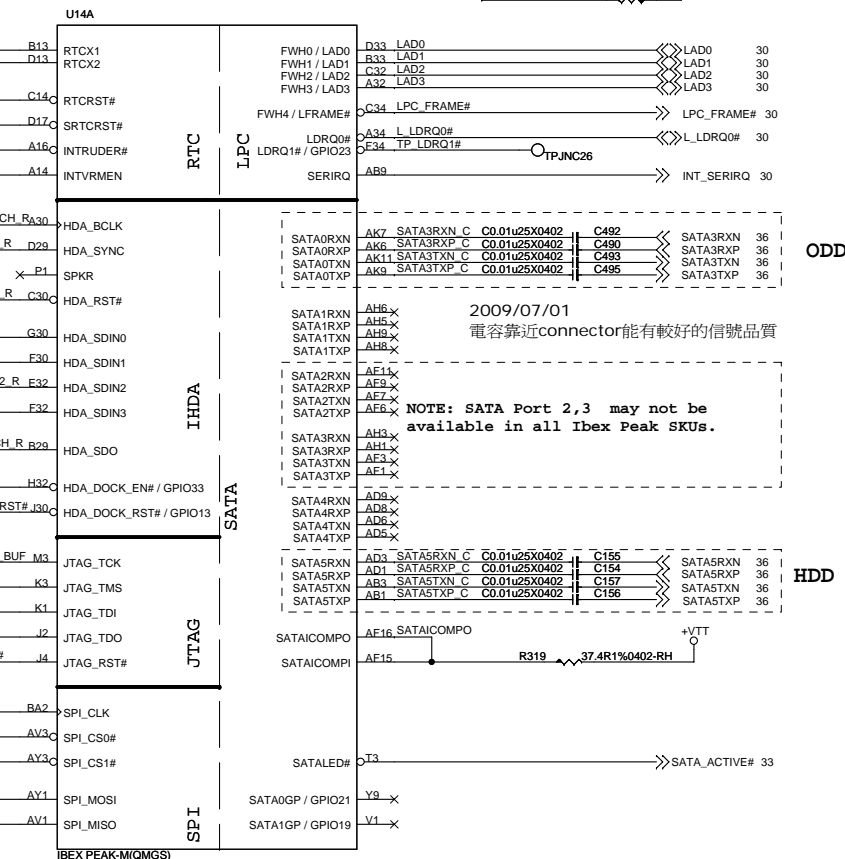 U14A
B13 RTCX1
D13 RTCX2
C14 RTCRST#
D17 SRTCRST#
A16 INTRUDER#
A14 INTVRMEN
RTC
LPC
FWH0 / LAD0 D33 LAD0 LAD0 30
FWH1 / LAD1 B33 LAD1 LAD1 30
FWH2 / LAD2 C32 LAD2 LAD2 30
FWH3 / LAD3 A32 LAD3 LAD3 30
FWH4 / LFRAME# C34 LPC_FRAME# LPC_FRAME# 30
LDRQ0# A34 L_LDRQ0# L_LDRQ0# 30
LDRQ1# / GPIO23 F34 TP_LDRQ1# TPJNC26
SERIRQ AB9 INT_SERIRQ 30
CH_R A30 HDA_BCLK
_R D29 HDA_SYNC
P1 SPKR
_R C30 HDA_RST#
G30 HDA_SDIN0
F30 HDA_SDIN1
2_R E32 HDA_SDIN2
F32 HDA_SDIN3
CH_R B29 HDA_SDO
H32 HDA_DOCK_EN# / GPIO33
RST# J30 HDA_DOCK_RST# / GPIO13
IHDA
SATA
SATA0RXN AK7 SATA3RXN_C C0.01u25X0402 C492 SATA3RXN 36
SATA0RXP AK6 SATA3RXP_C C0.01u25X0402 C490 SATA3RXP 36
SATA0TXN AK11 SATA3TXN_C C0.01u25X0402 C493 SATA3TXN 36
SATA0TXP AK9 SATA3TXP_C C0.01u25X0402 C495 SATA3TXP 36
ODD
SATA1RXN AH6
SATA1RXP AH5
SATA1TXN AH9
SATA1TXP AH8
2009/07/01
電容靠近connector能有較好的信號品質
SATA2RXN AF11
SATA2RXP AF9
SATA2TXN AF7
SATA2TXP AF6
NOTE: SATA Port 2,3 may not be
available in all Ibex Peak SKUs.
SATA3RXN AH3
SATA3RXP AH1
SATA3TXN AF3
SATA3TXP AF1
SATA4RXN AD9
SATA4RXP AD8
SATA4TXN AD6
SATA4TXP AD5
SATA5RXN AD3 SATA5RXN_C C0.01u25X0402 C155 SATA5RXN 36
SATA5RXP AD1 SATA5RXP_C C0.01u25X0402 C154 SATA5RXP 36
SATA5TXN AB3 SATA5TXN_C C0.01u25X0402 C157 SATA5TXN 36
SATA5TXP AB1 SATA5TXP_C C0.01u25X0402 C156 SATA5TXP 36
HDD
_BUF M3 JTAG_TCK
K3 JTAG_TMS
K1 JTAG_TDI
J2 JTAG_TDO
# J4 JTAG_RST#
JTAG
SATAICOMPO AF16 SATAICOMPO
SATAICOMPI AF15 R319 37.4R1%0402-RH +VTT
BA2 SPI_CLK
AV3 SPI_CS0#
AY3 SPI_CS1#
AY1 SPI_MOSI
AV1 SPI_MISO
SPI
SATALED# T3 SATA_ACTIVE# 33
SATA0GP / GPIO21 Y9
SATA1GP / GPIO19 V1
IBEX PEAK-M(QMGS)